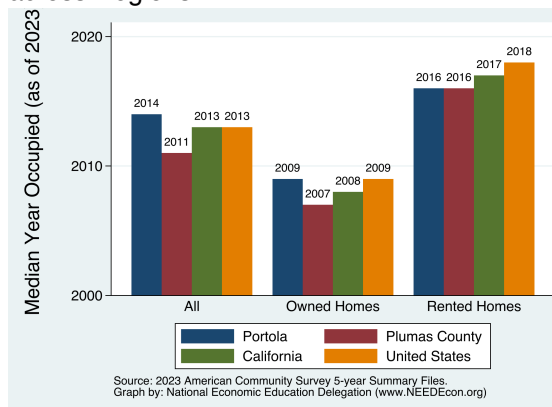 Median Year Occupied (as of 2023
2020
2010
2000
2014
2011
2013
2013
2009
2007
2008
2009
2016
2016
2017
2018
All
Owned Homes
Rented Homes
Portola
Plumas County
California
United States
Source: 2023 American Community Survey 5-year Summary Files.
Graph by: National Economic Education Delegation (www.NEEDEcon.org)